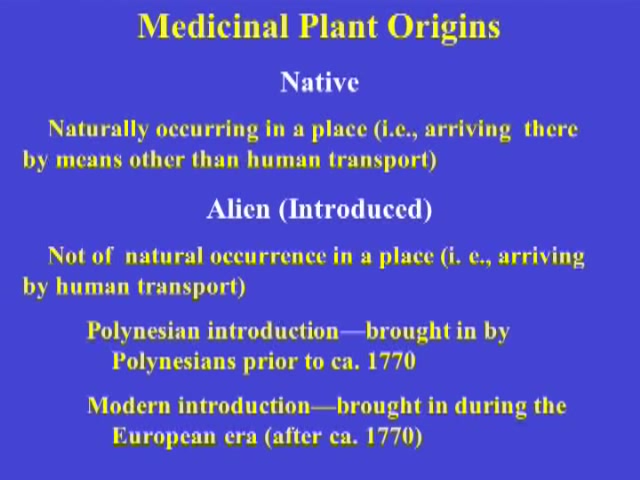 Medicinal Plant Origins
Native
Naturally occurring in a place (i.e., arriving there
by means other than human transport)
Alien (Introduced)
Not of natural occurrence in a place (i. e., arriving
by human transport)
Polynesian introduction—brought in by
Polynesians prior to ca. 1770
Modern introduction—brought in during the
European era (after ca. 1770)